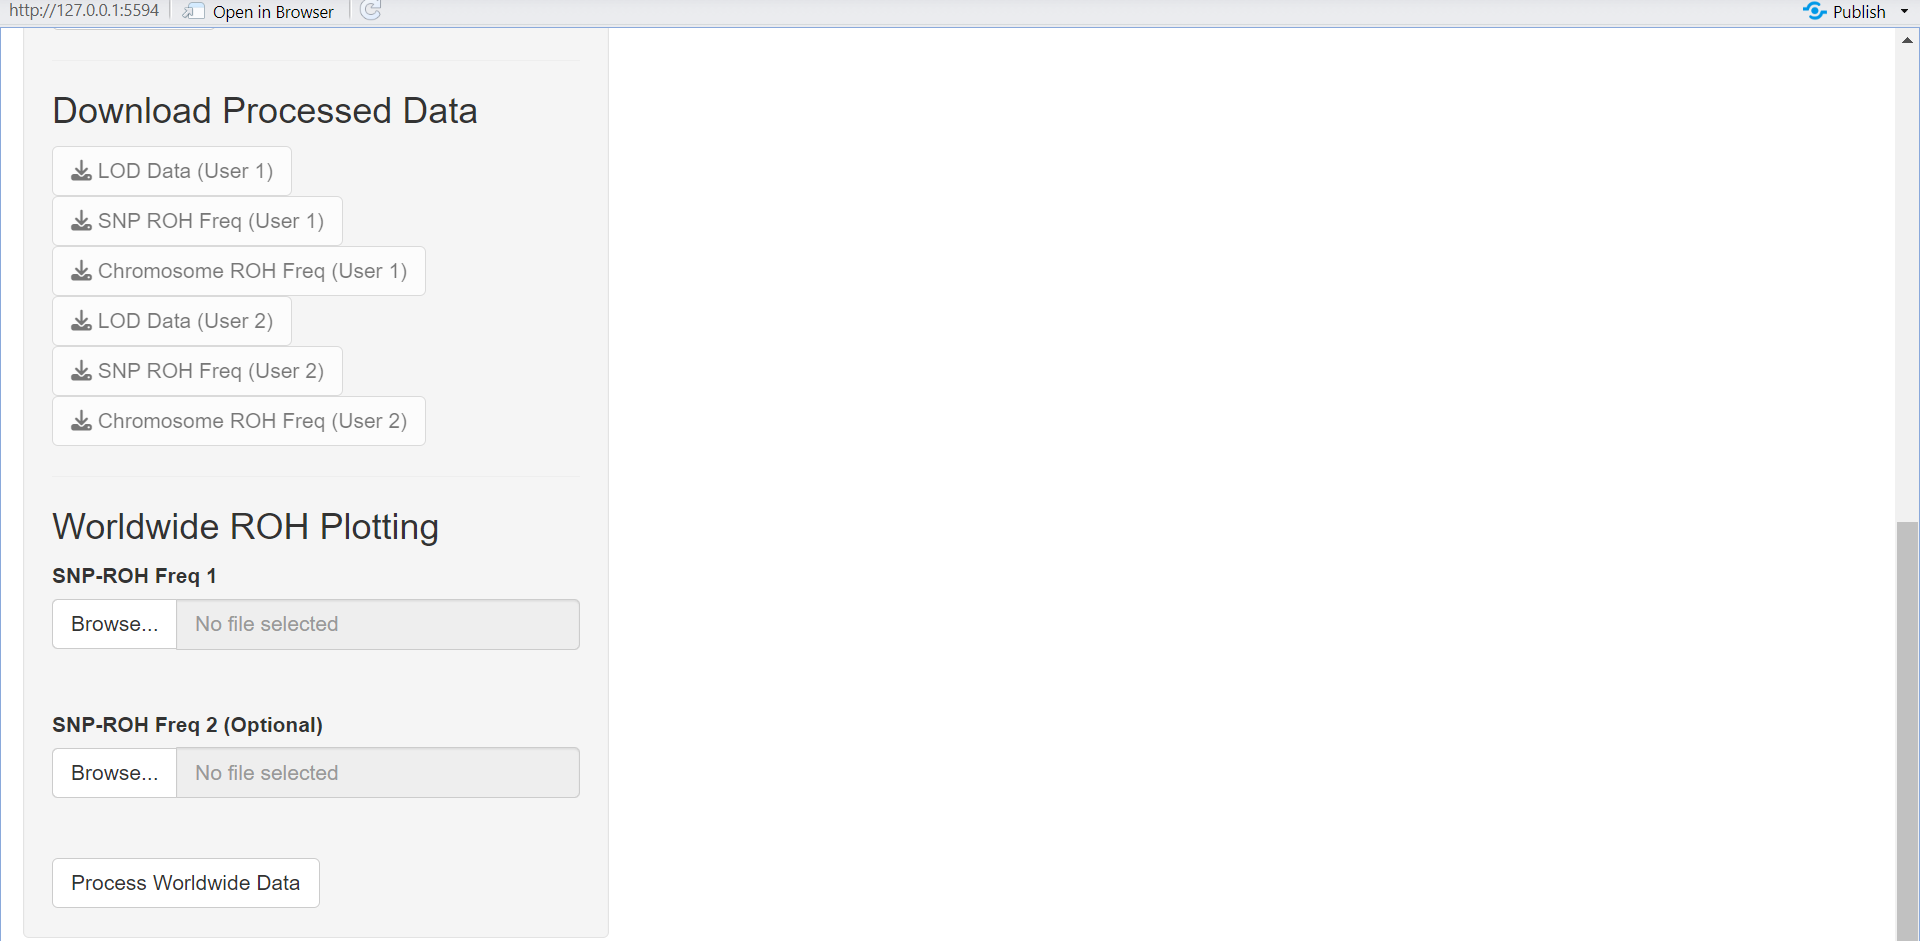 http://127.0.0.1:5594 Open in Browser Publish
Download Processed Data
LOD Data (User 1)
SNP ROH Freq (User 1)
Chromosome ROH Freq (User 1)
LOD Data (User 2)
SNP ROH Freq (User 2)
Chromosome ROH Freq (User 2)
Worldwide ROH Plotting
SNP-ROH Freq 1
Browse... No file selected
SNP-ROH Freq 2 (Optional)
Browse... No file selected
Process Worldwide Data